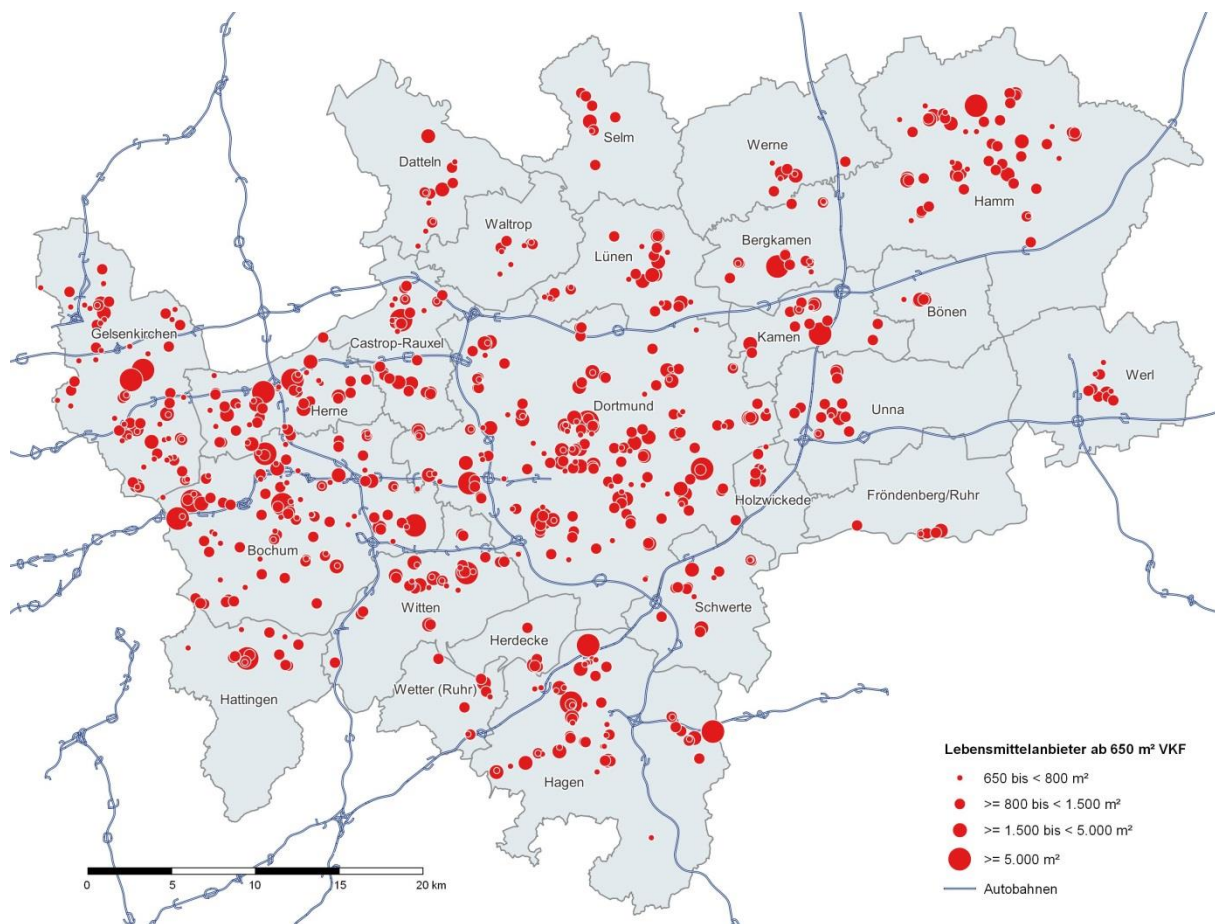 Selm
Werne
Datteln
Hamm
Waltrop
Bergkamen
Lünen
Bönen
Gelsenkirchen
Kamen
Castrop-Rauxel
Werl
Herne
Dortmund
Unna
Fröndenberg/Ruhr
Holzwickede
Bochum
Witten
Schwerte
Herdecke
Wetter (Ruhr)
Hattingen
Hagen
Lebensmittelanbieter ab 650 m² VKF
650 bis < 800 m²
>= 800 bis < 1.500 m²
>= 1.500 bis < 5.000 m²
>= 5.000 m²
Autobahnen
0 5 10 15 20 km